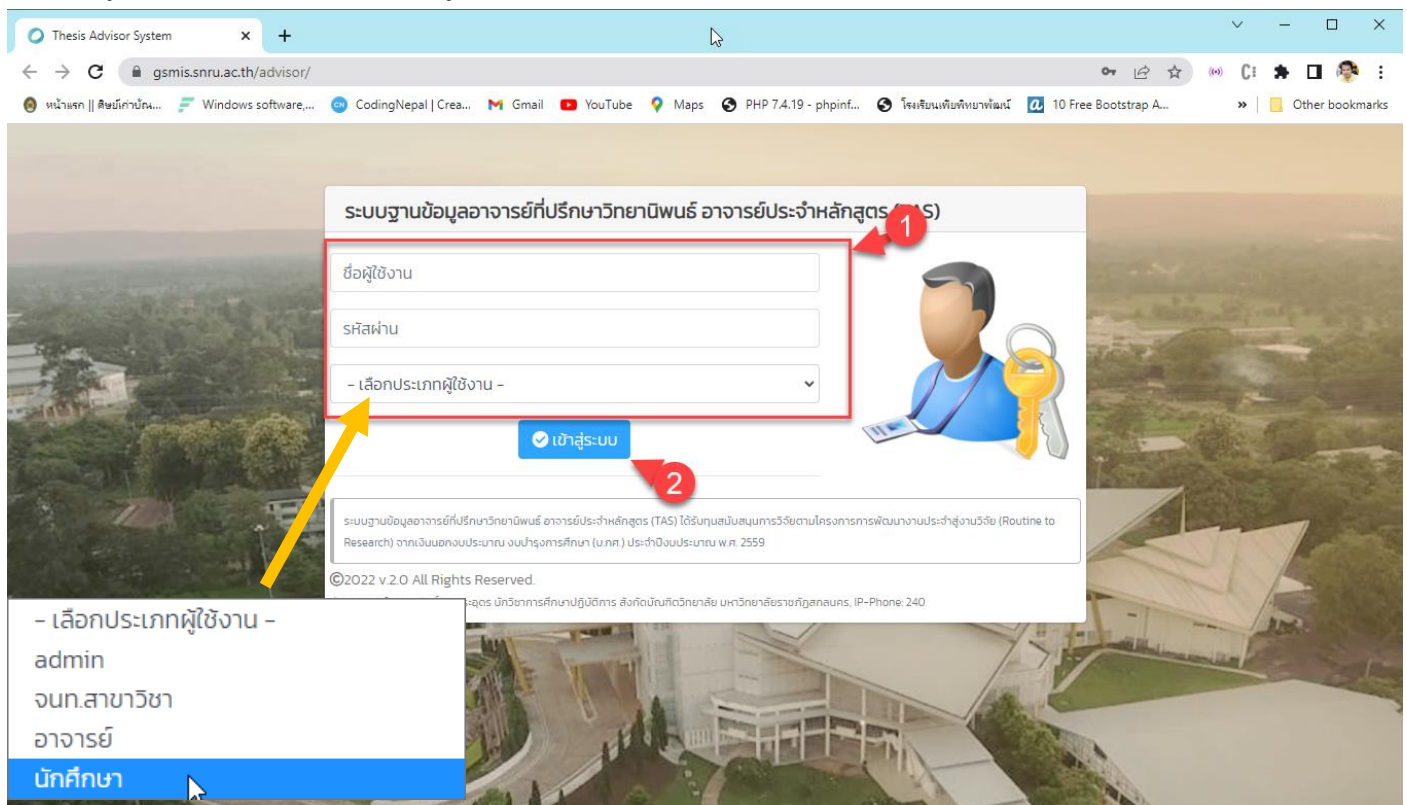 Thesis Advisor System
gsmis.snru.ac.th/advisor/
หน้าแรก || ศิษย์เก่าบัณ... Windows software,... CodingNepal | Crea... Gmail YouTube Maps PHP 7.4.19 - phpinf... โรงเรียนเพิ่มพิทยาพัฒน์ 10 Free Bootstrap A... » Other bookmarks
ระบบฐานข้อมูลอาจารย์ที่ปรึกษาวิทยานิพนธ์ อาจารย์ประจำหลักสูตร
1
ชื่อผู้ใช้งาน
รหัสผ่าน
- เลือกประเภทผู้ใช้งาน -
เข้าสู่ระบบ
2
ระบบฐานข้อมูลอาจารย์ที่ปรึกษาวิทยานิพนธ์ อาจารย์ประจำหลักสูตร (TAS) ได้รับทุนสนับสนุนการวิจัยตามโครงการการพัฒนางานประจำสู่งานวิจัย (Routine to
Research) จากเงินนอกงบประมาณ งบบำรุงการศึกษา (บ.กศ.) ประจำปีงบประมาณ พ.ศ. 2559
©2022 v.2.0 All Rights Reserved.
นักวิชาการศึกษาปฏิบัติการ สังกัดบัณฑิตวิทยาลัย มหาวิทยาลัยราชภัฏสกลนคร, IP-Phone: 240
- เลือกประเภทผู้ใช้งาน -
admin
จนท.สาขาวิชา
อาจารย์
นักศึกษา